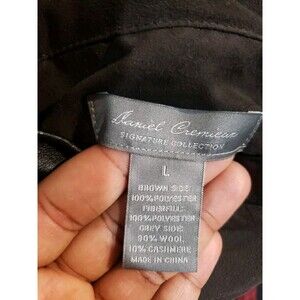 Daniel Cremieux
SIGNATURE COLLECTION
L
BROWN SIDE:
100% POLYESTER
FIBERFILL:
100% POLYESTER
GREY SIDE:
90% WOOL
10% CASHMERE
MADE IN CHINA